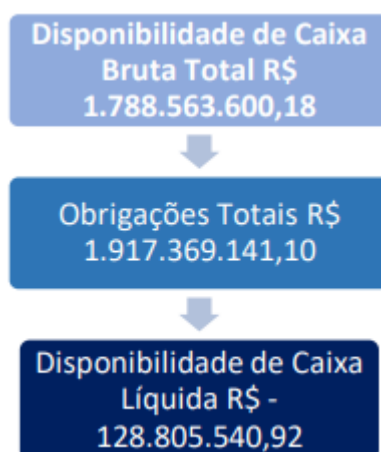 Disponibilidade de Caixa
Bruta Total R$
1.788.563.600,18
Obrigações Totais R$
1.917.369.141,10
Disponibilidade de Caixa
Líquida R$ -
128.805.540,92